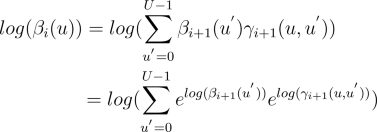 log(β_i(u)) = log(∑_{u'=0}^{U-1} β_{i+1}(u')γ_{i+1}(u,u'))
= log(∑_{u'=0}^{U-1} e^{log(β_{i+1}(u'))} e^{log(γ_{i+1}(u,u'))})